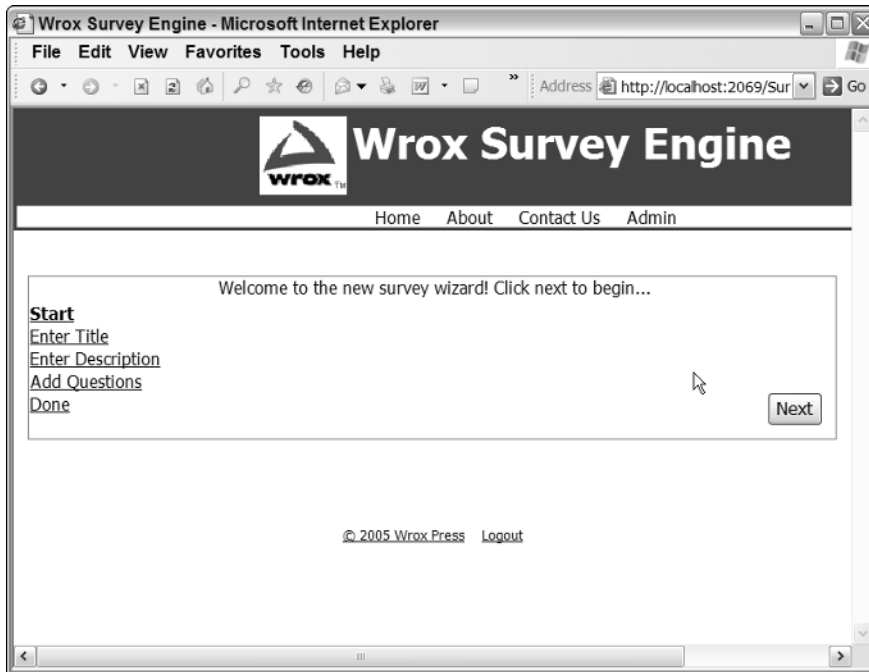 Wrox Survey Engine - Microsoft Internet Explorer
File Edit View Favorites Tools Help
» Address http://localhost:2069/Sur Go
wrox TM Wrox Survey Engine
Home About Contact Us Admin
Welcome to the new survey wizard! Click next to begin...
Start
Enter Title
Enter Description
Add Questions
Done
Next
© 2005 Wrox Press Logout